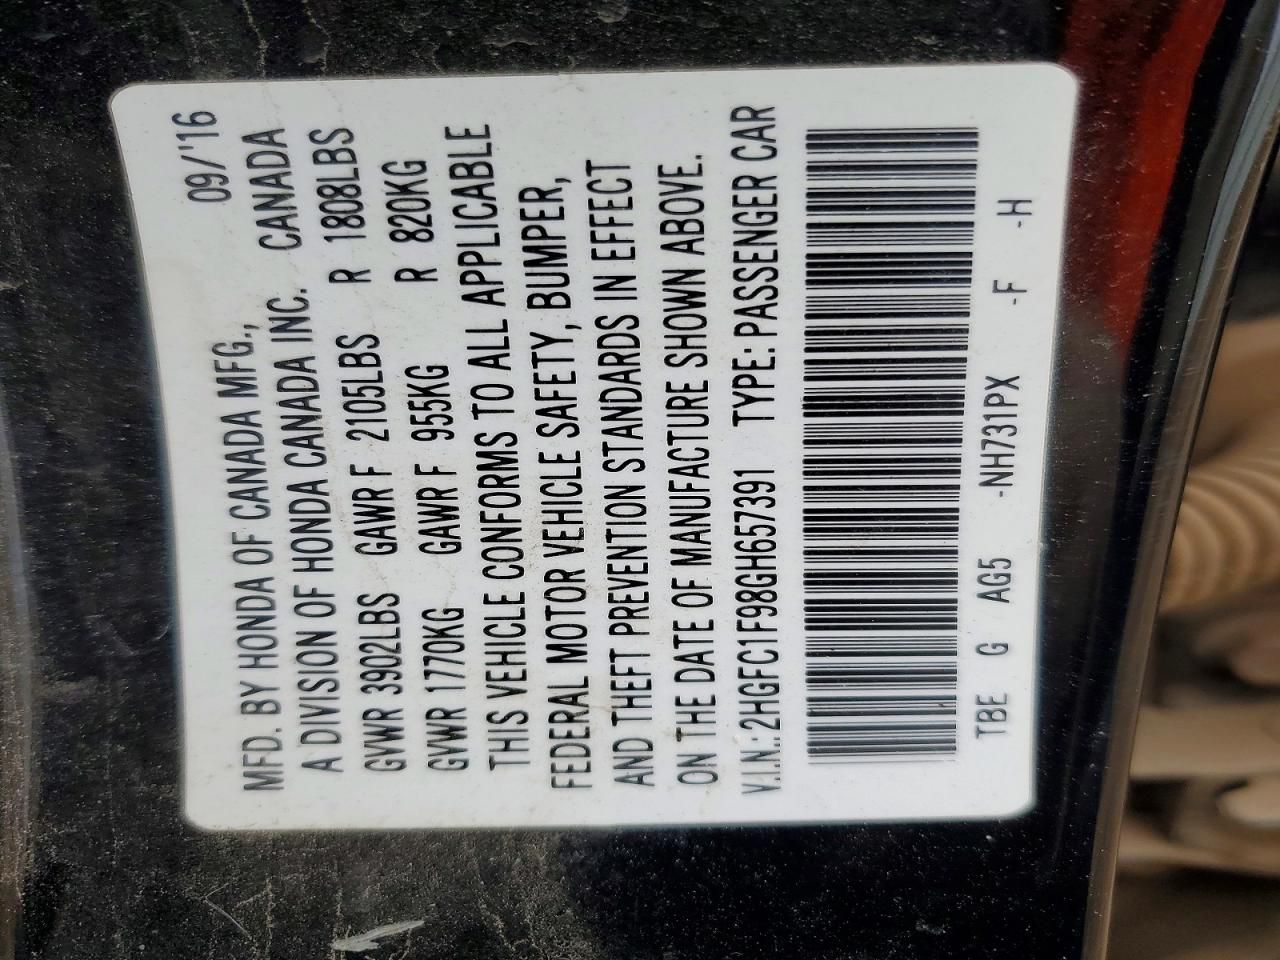 MFD. BY HONDA OF CANADA MFG., 09/'16
A DIVISION OF HONDA CANADA INC. CANADA
GVWR 3902LBS GAWR F 2105LBS R 1808LBS
GVWR 1770KG GAWR F 955KG R 820KG
THIS VEHICLE CONFORMS TO ALL APPLICABLE
FEDERAL MOTOR VEHICLE SAFETY, BUMPER,
AND THEFT PREVENTION STANDARDS IN EFFECT
ON THE DATE OF MANUFACTURE SHOWN ABOVE.
V.I.N.: 2HGFC1F98GH657391 TYPE: PASSENGER CAR
TBE G AG5 -NH731PX -F -H